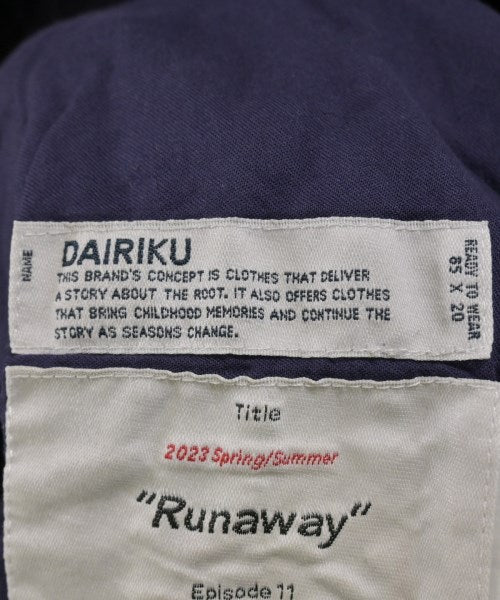 NAME
DAIRIKU
THIS BRAND'S CONCEPT IS CLOTHES THAT DELIVER
A STORY ABOUT THE ROOT. IT ALSO OFFERS CLOTHES
THAT BRING CHILDHOOD MEMORIES AND CONTINUE THE
STORY AS SEASONS CHANGE.
READY TO WEAR
85 X 20
Title
2023 Spring/Summer
"Runaway"
Episode 11